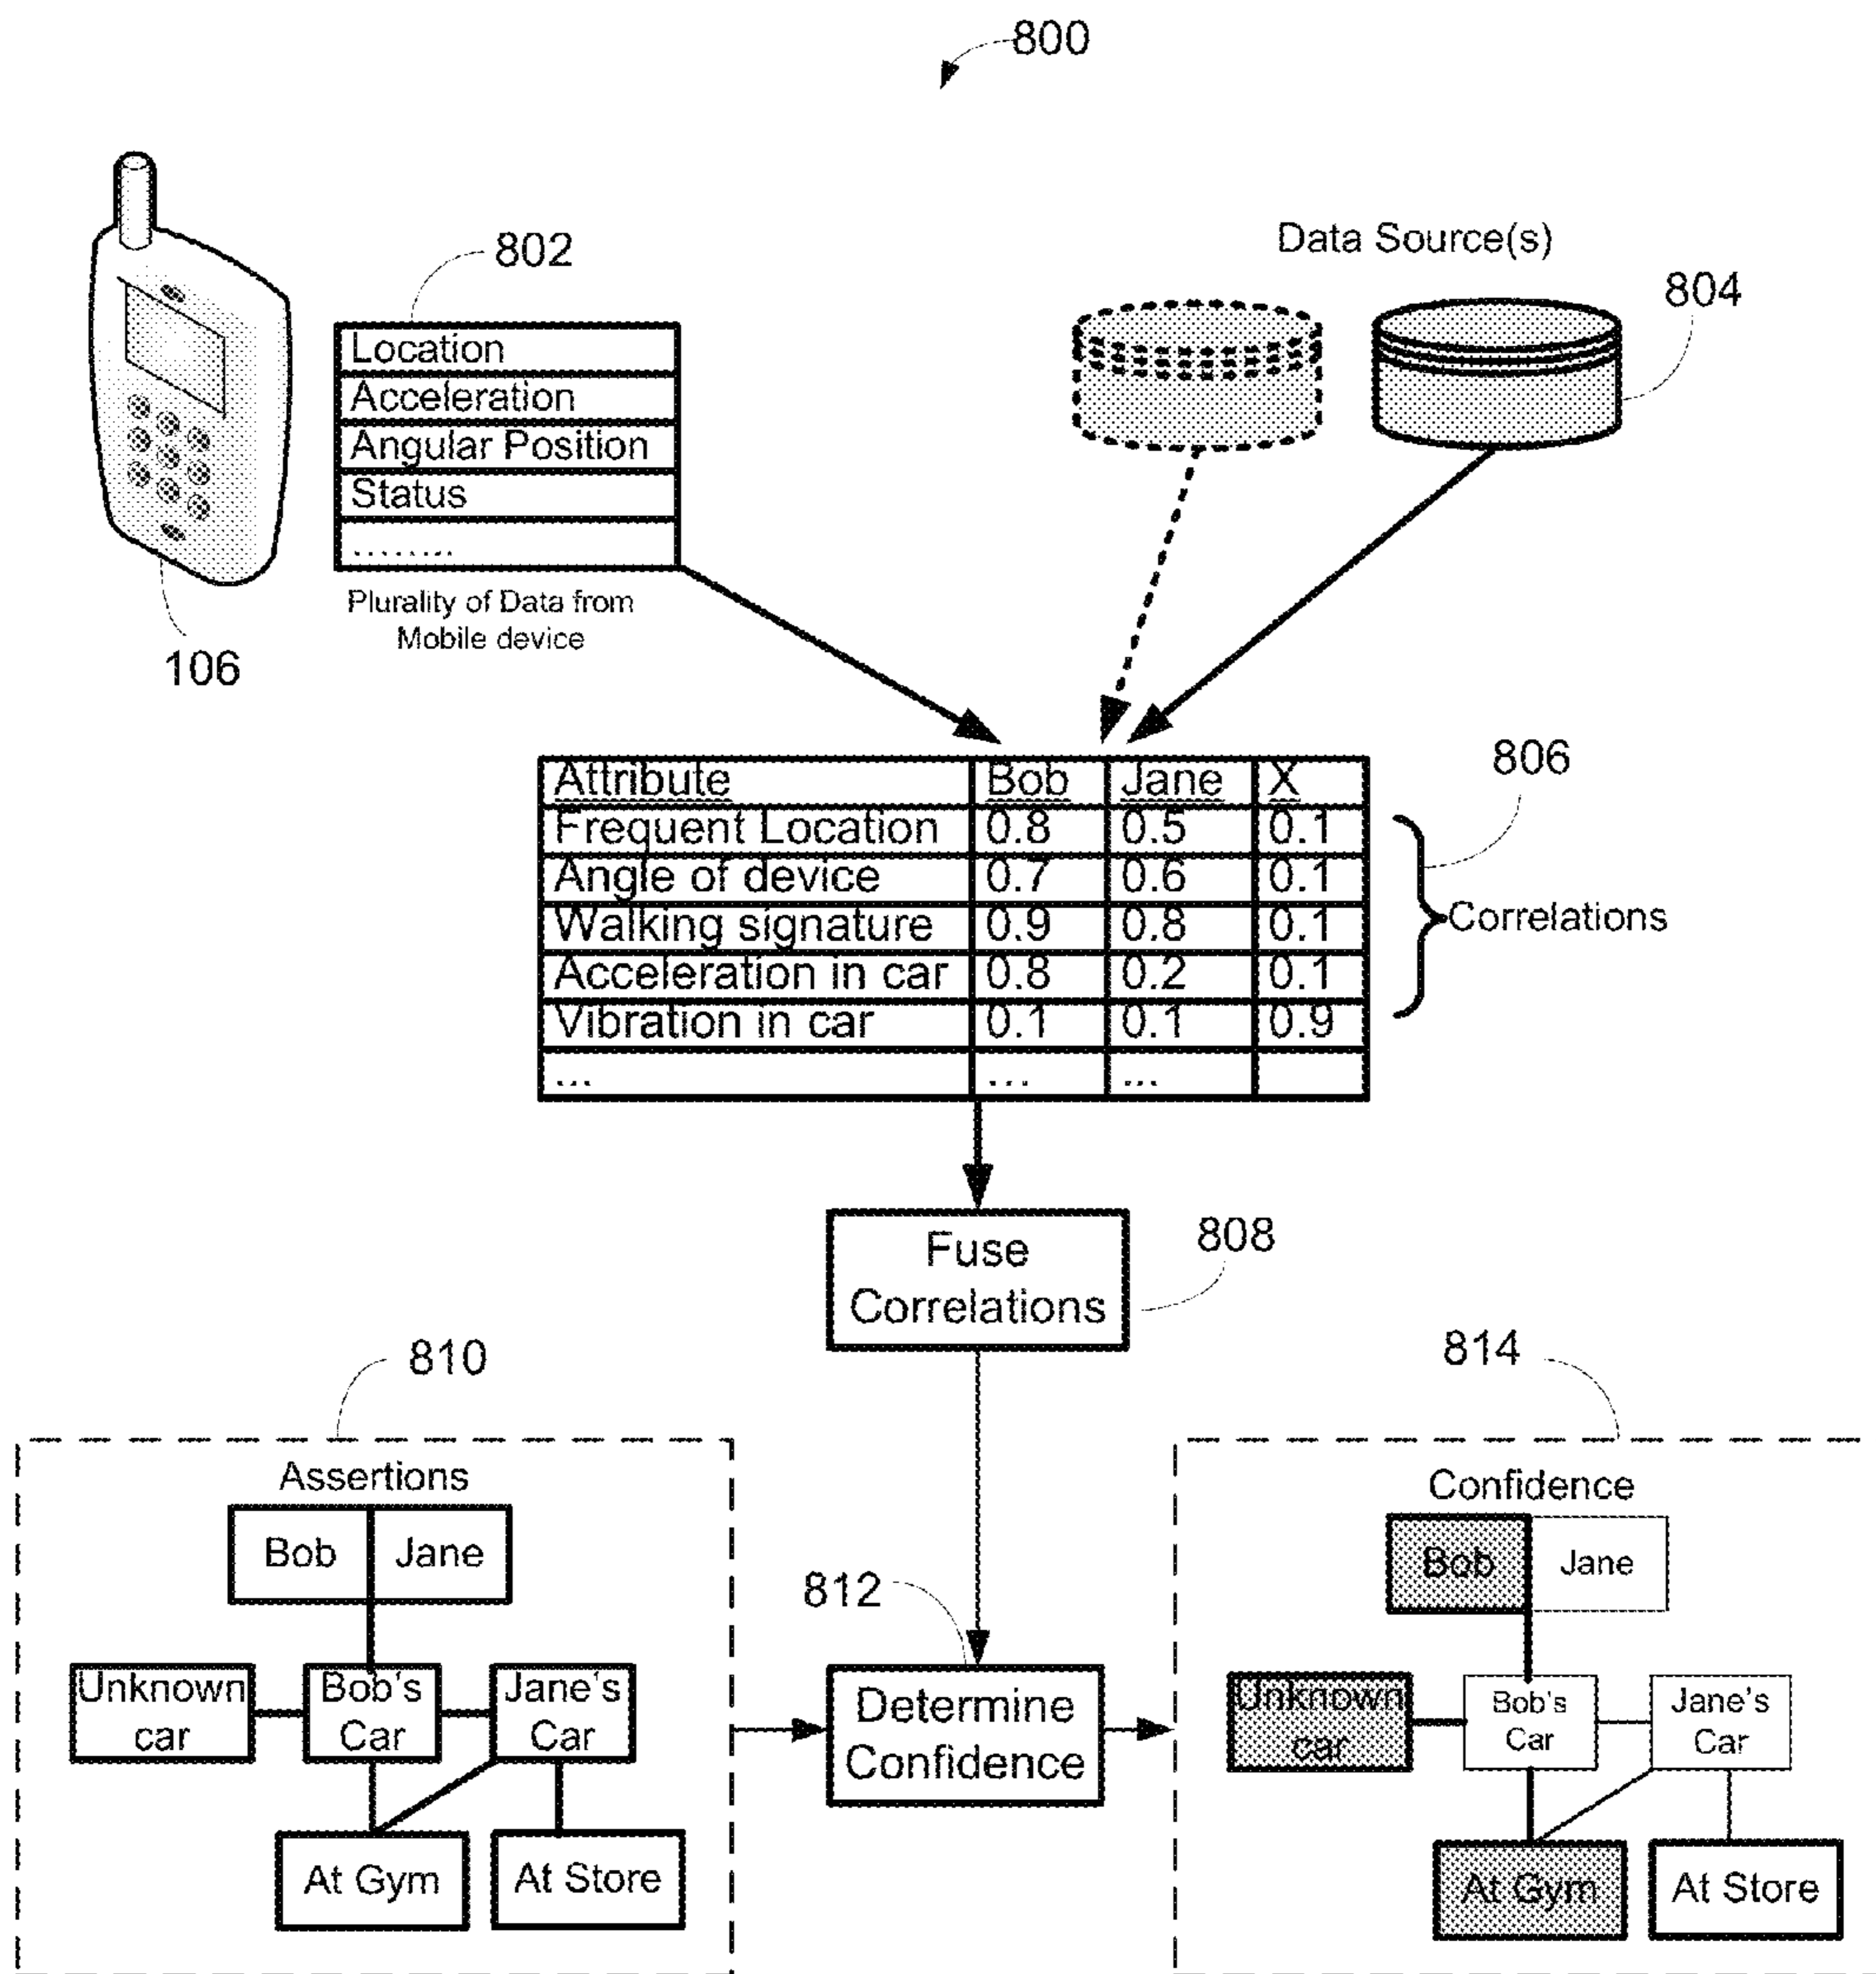 800
802
Data Source(s)
804
Location
Acceleration
Angular Position
Status
........
Plurality of Data from
Mobile device
106
Attribute Bob Jane X
Frequent Location 0.8 0.5 0.1
Angle of device 0.7 0.6 0.1
Walking signature 0.9 0.8 0.1
Acceleration in car 0.8 0.2 0.1
Vibration in car 0.1 0.1 0.9
... ... ...
806
Correlations
Fuse
Correlations
808
810
Assertions
Bob Jane
Unknown
car
Bob's
Car
Jane's
Car
At Gym
At Store
812
Determine
Confidence
814
Confidence
Bob Jane
Unknown
car
Bob's
Car
Jane's
Car
At Gym
At Store